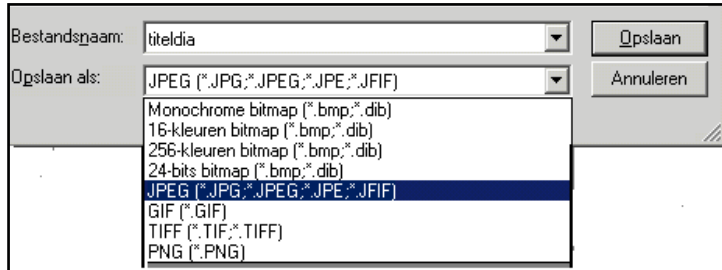 Bestandsnaam: titeldia Opslaan
Opslaan als: JPEG (*.JPG;*.JPEG;*.JPE;*.JFIF) Annuleren
Monochrome bitmap (*.bmp;*.dib)
16-kleuren bitmap (*.bmp;*.dib)
256-kleuren bitmap (*.bmp;*.dib)
24-bits bitmap (*.bmp;*.dib)
JPEG (*.JPG;*.JPEG;*.JPE;*.JFIF)
GIF (*.GIF)
TIFF (*.TIF;*.TIFF)
PNG (*.PNG)